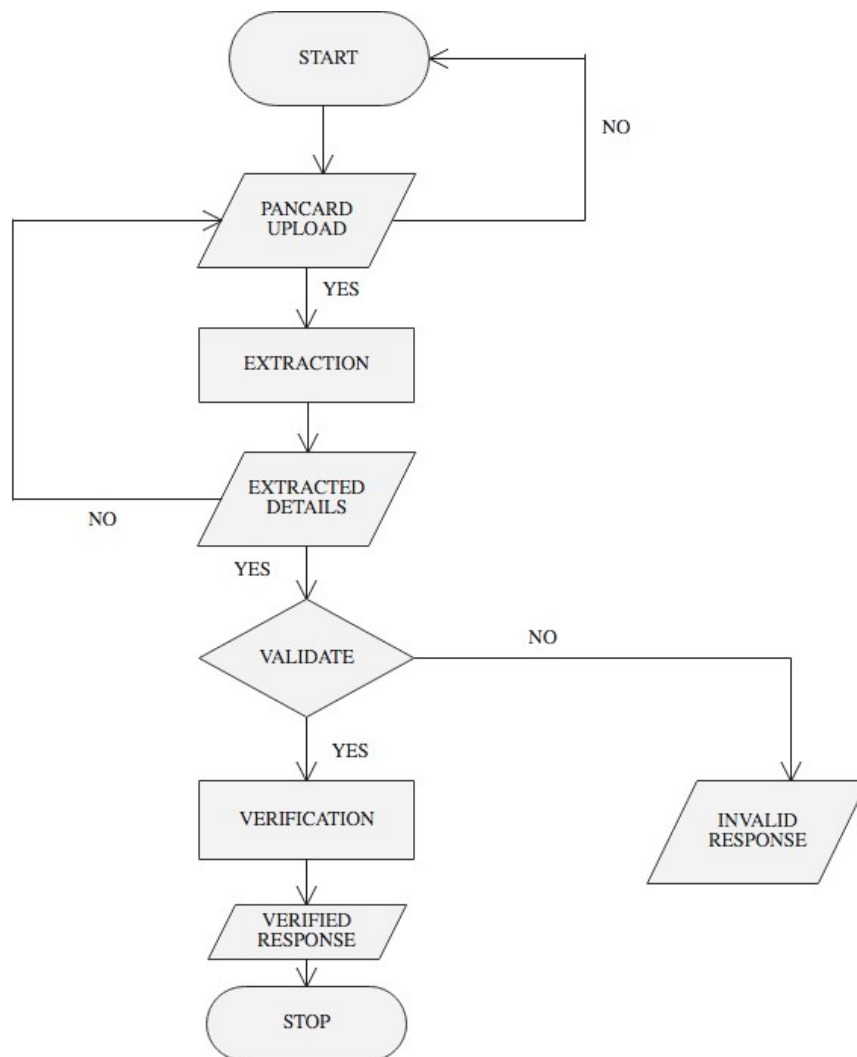 START
NO
PANCARD
UPLOAD
YES
EXTRACTION
EXTRACTED
DETAILS
NO
YES
VALIDATE
NO
YES
VERIFICATION
INVALID
RESPONSE
VERIFIED
RESPONSE
STOP